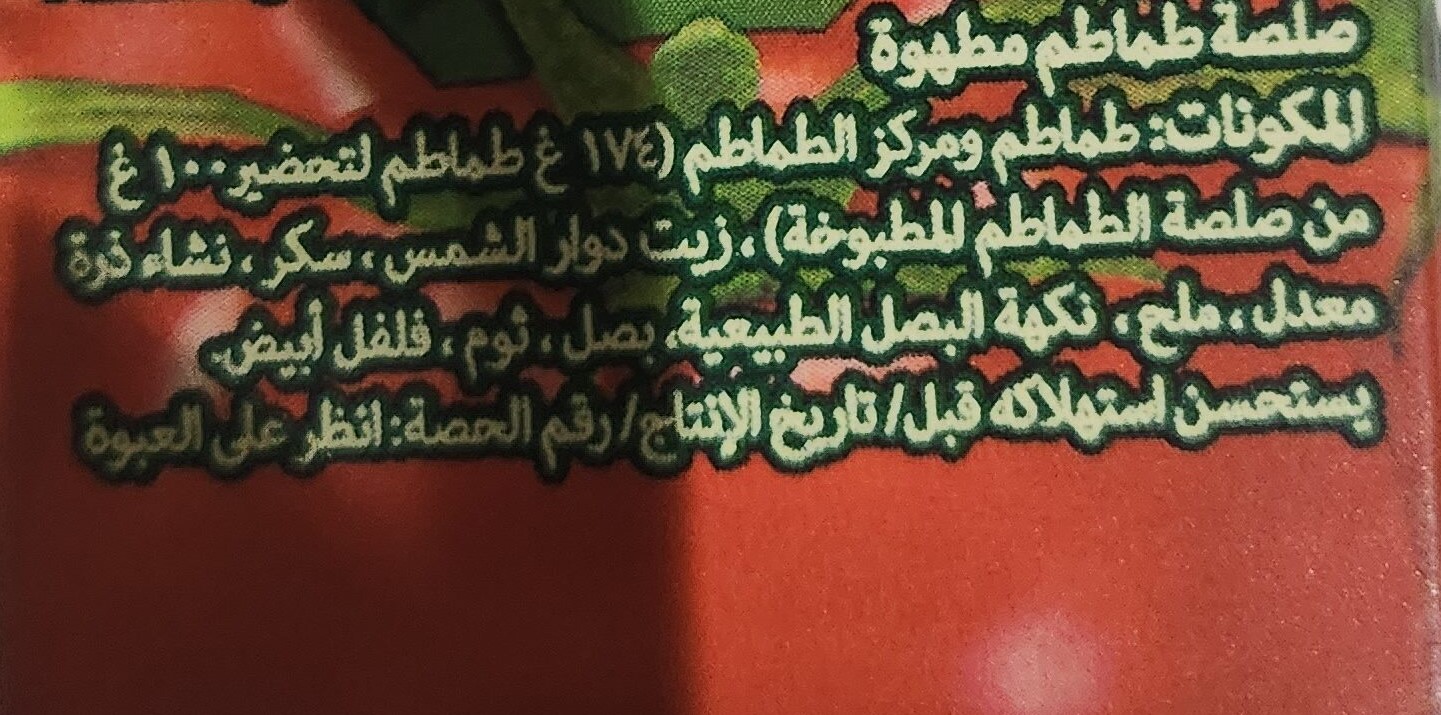 صلصة طماطم مطهوة
المكونات: طماطم ومركز الطماطم (١٧٤ غ طماطم لتحضير ١٠٠ غ
من صلصة الطماطم المطبوخة)، زيت دوار الشمس، سكر، نشاء ذرة
معدل، ملح، نكهة البصل الطبيعية، بصل، ثوم، فلفل أبيض.
يستحسن استهلاكه قبل/ تاريخ الإنتاج/ رقم الحصة: انظر على العبوة